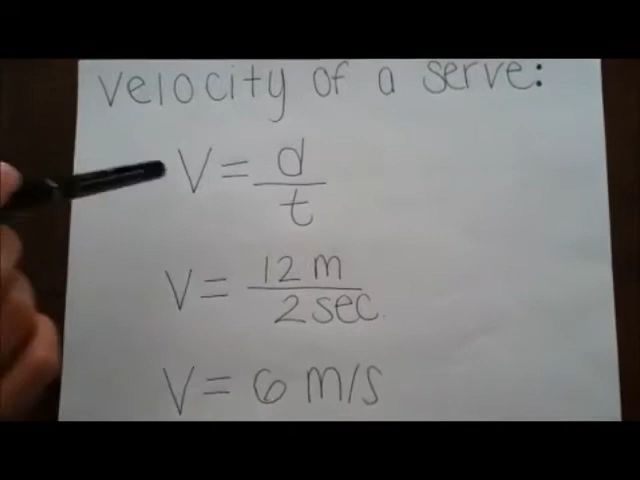 velocity of a serve:
V = d/t
V = 12 m/2 sec
V = 6 m/s